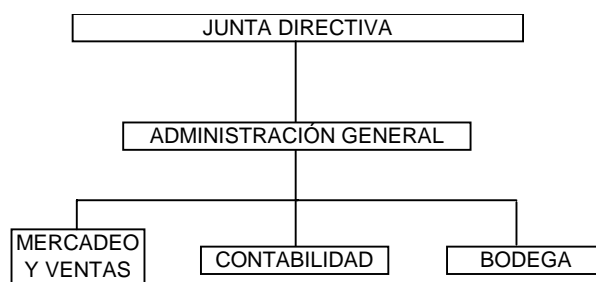 JUNTA DIRECTIVA
ADMINISTRACIÓN GENERAL
MERCADEO
Y VENTAS
CONTABILIDAD
BODEGA